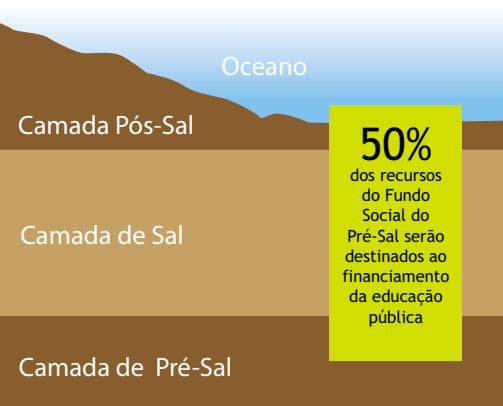 Oceano
Camada Pós-Sal
50%
dos recursos
do Fundo
Social do
Pré-Sal serão
destinados ao
financiamento
da educação
pública
Camada de Sal
Camada de Pré-Sal